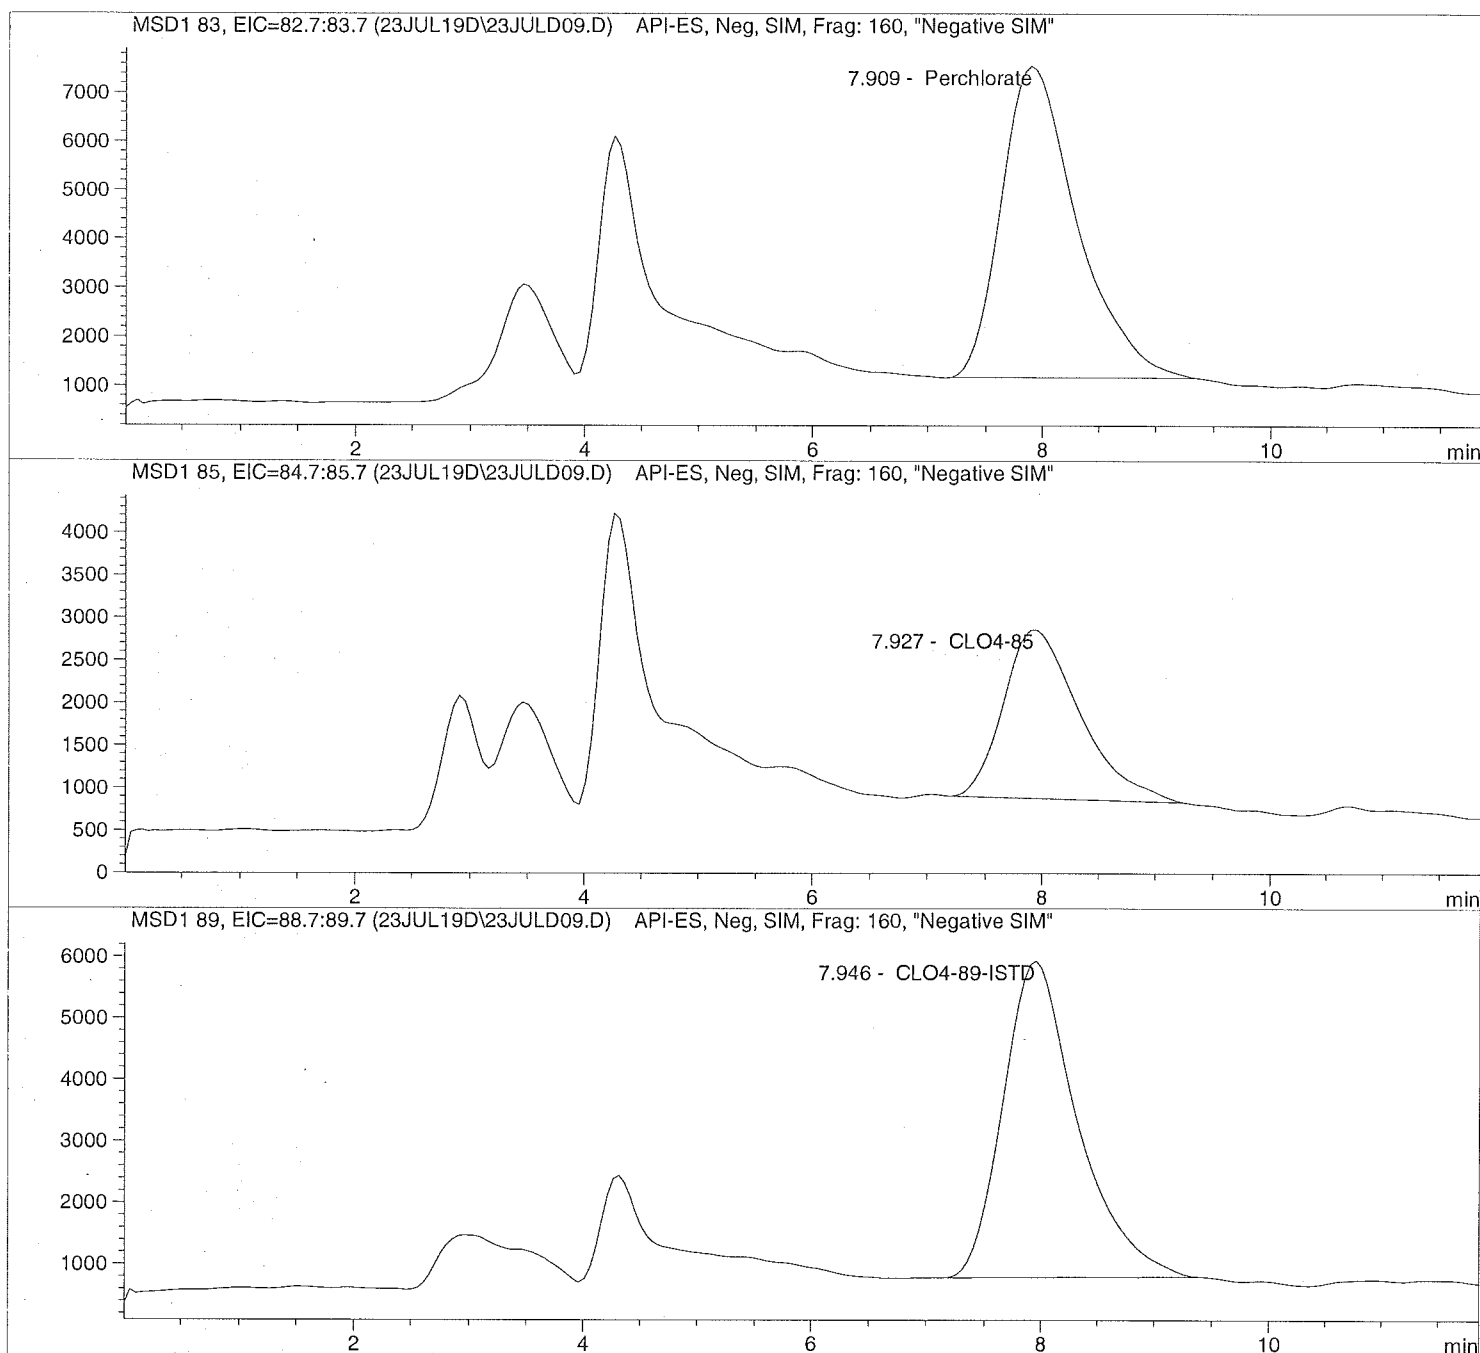 MSD1 83, EIC=82.7:83.7 (23JUL19D\23JULD09.D) API-ES, Neg, SIM, Frag: 160, "Negative SIM"
7.909 - Perchlorate
7000
6000
5000
4000
3000
2000
1000
2 4 6 8 10 min
MSD1 85, EIC=84.7:85.7 (23JUL19D\23JULD09.D) API-ES, Neg, SIM, Frag: 160, "Negative SIM"
4000
3500
3000
7.927 - CLO4-85
2500
2000
1500
1000
500
0
2 4 6 8 10 min
MSD1 89, EIC=88.7:89.7 (23JUL19D\23JULD09.D) API-ES, Neg, SIM, Frag: 160, "Negative SIM"
6000
7.946 - CLO4-89-ISTD
5000
4000
3000
2000
1000
2 4 6 8 10 min